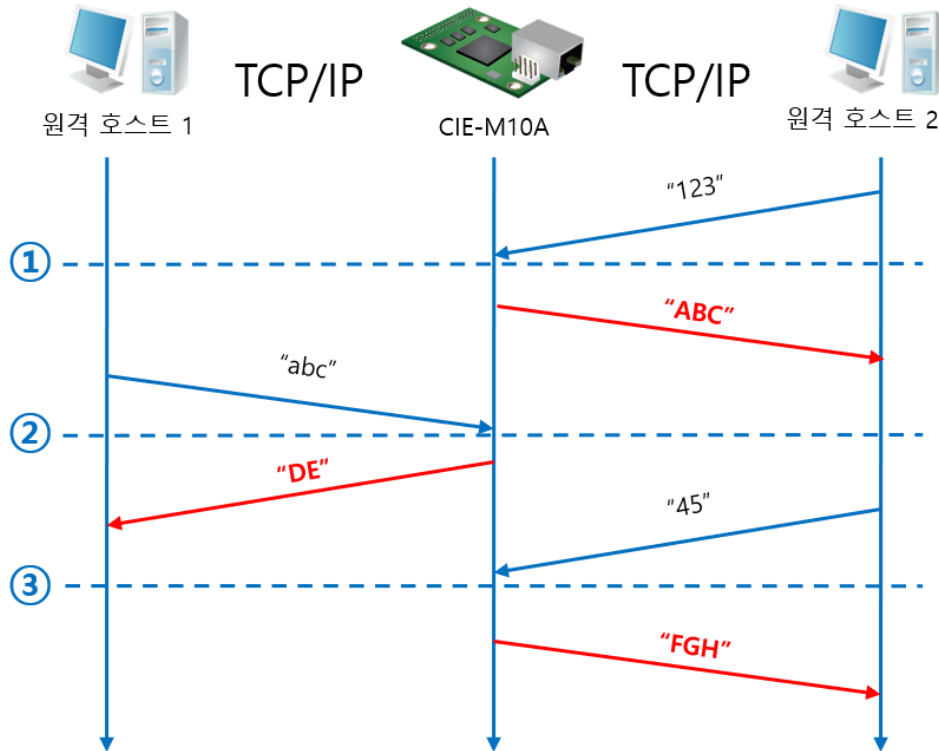 TCP/IP
TCP/IP
원격 호스트 1
CIE-M10A
원격 호스트 2
“123”
①
“ABC”
“abc”
②
“DE”
“45”
③
“FGH”